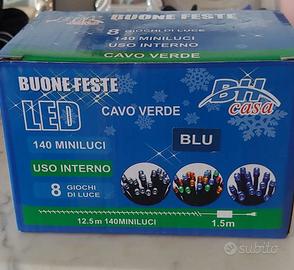 BUONE FESTE
8 GIOCHI DI LUCE
140 MINILUCI
USO INTERNO
CAVO VERDE
BUONE FESTE
BH
casa
LED
CAVO VERDE
140 MINILUCI
BLU
USO INTERNO
8 GIOCHI
DI LUCE
12.5m 140MINILUCI
1.5m
subito